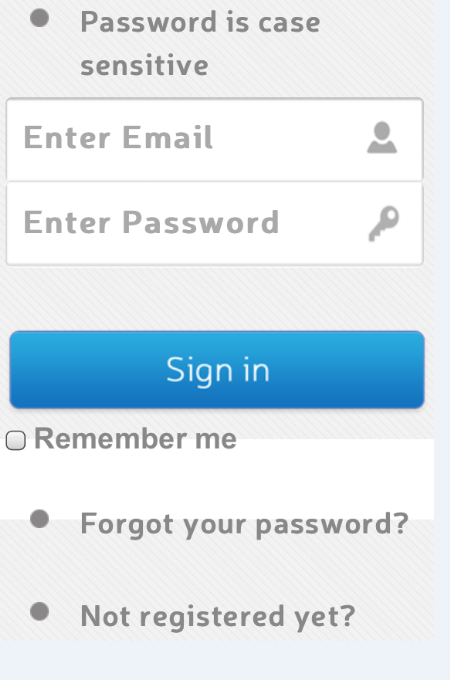 Password is case
sensitive
Enter Email
Enter Password
Sign in
Remember me
Forgot your password?
Not registered yet?